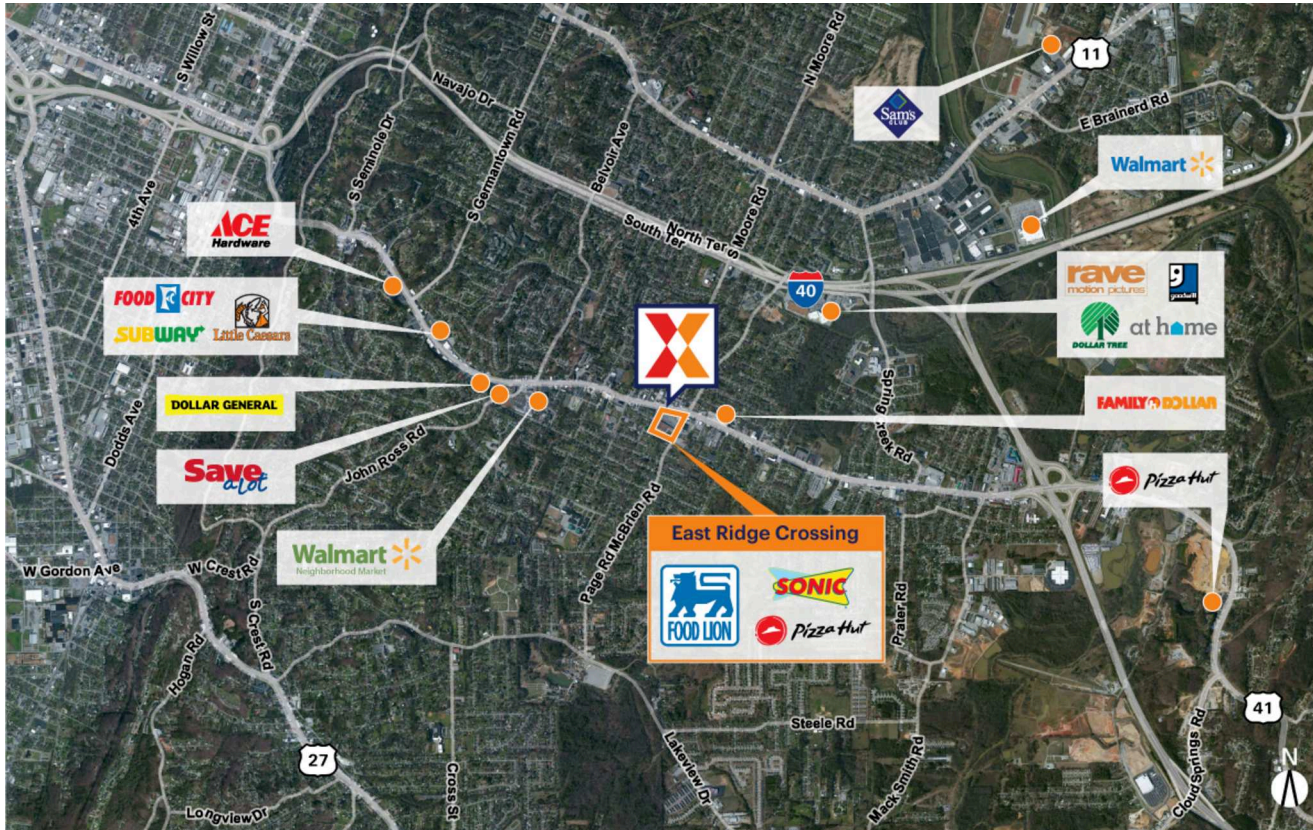 S Willow St
N Moore Rd
11
Navajo Dr
Sam's
CLUB
E Brainerd Rd
S Seminole Dr
S Germantown Rd
Belvoir Ave
Walmart
4th Ave
ACE
Hardware
South Ter
North Ter
S Moore Rd
40
rave
motion pictures
goodwill
DOLLAR TREE
at home
FOOD CITY
SUBWAY
Little Caesars
DOLLAR GENERAL
FAMILY DOLLAR
Dodds Ave
Save
a lot
John Ross Rd
Spring Creek Rd
Pizza Hut
Walmart
Neighborhood Market
Page Rd McBrien Rd
East Ridge Crossing
FOOD LION
SONIC
Pizza Hut
W Gordon Ave
W Crest Rd
S Crest Rd
Hogan Rd
Prater Rd
Steele Rd
41
27
Cross St
Lakeview Dr
Mack Smith Rd
Cloud Springs Rd
N
Longview Dr